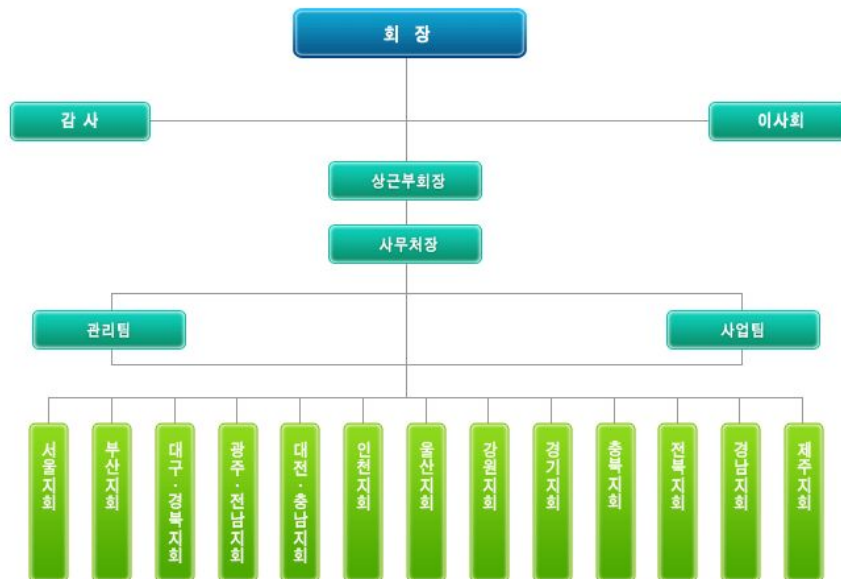 회 장
감 사
이사회
상근부회장
사무처장
관리팀
사업팀
서울지회
부산지회
대구·경북지회
광주·전남지회
대전·충남지회
인천지회
울산지회
강원지회
경기지회
충북지회
전북지회
경남지회
제주지회